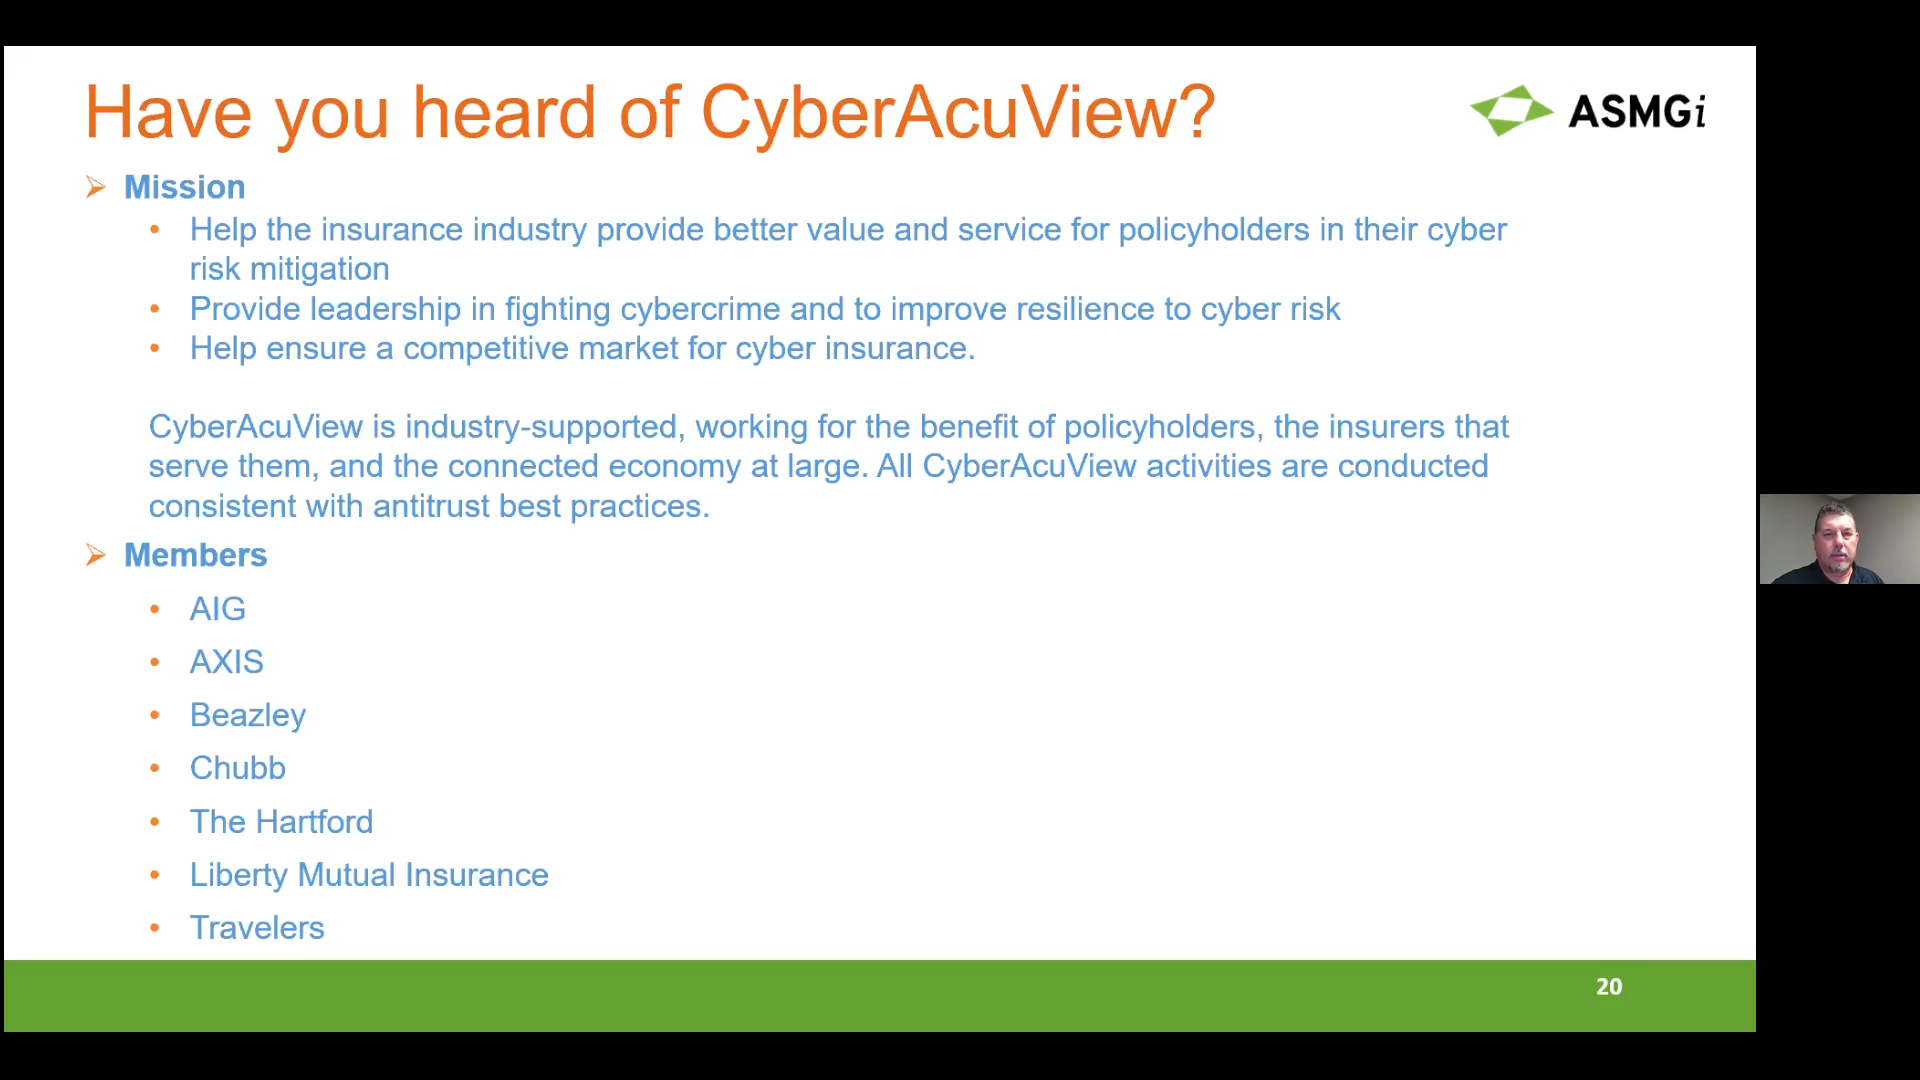 Have you heard of CyberAcuView?
ASMGi
Mission
Help the insurance industry provide better value and service for policyholders in their cyber
risk mitigation
Provide leadership in fighting cybercrime and to improve resilience to cyber risk
Help ensure a competitive market for cyber insurance.
CyberAcuView is industry-supported, working for the benefit of policyholders, the insurers that
serve them, and the connected economy at large. All CyberAcuView activities are conducted
consistent with antitrust best practices.
Members
AIG
AXIS
Beazley
Chubb
The Hartford
Liberty Mutual Insurance
Travelers
20